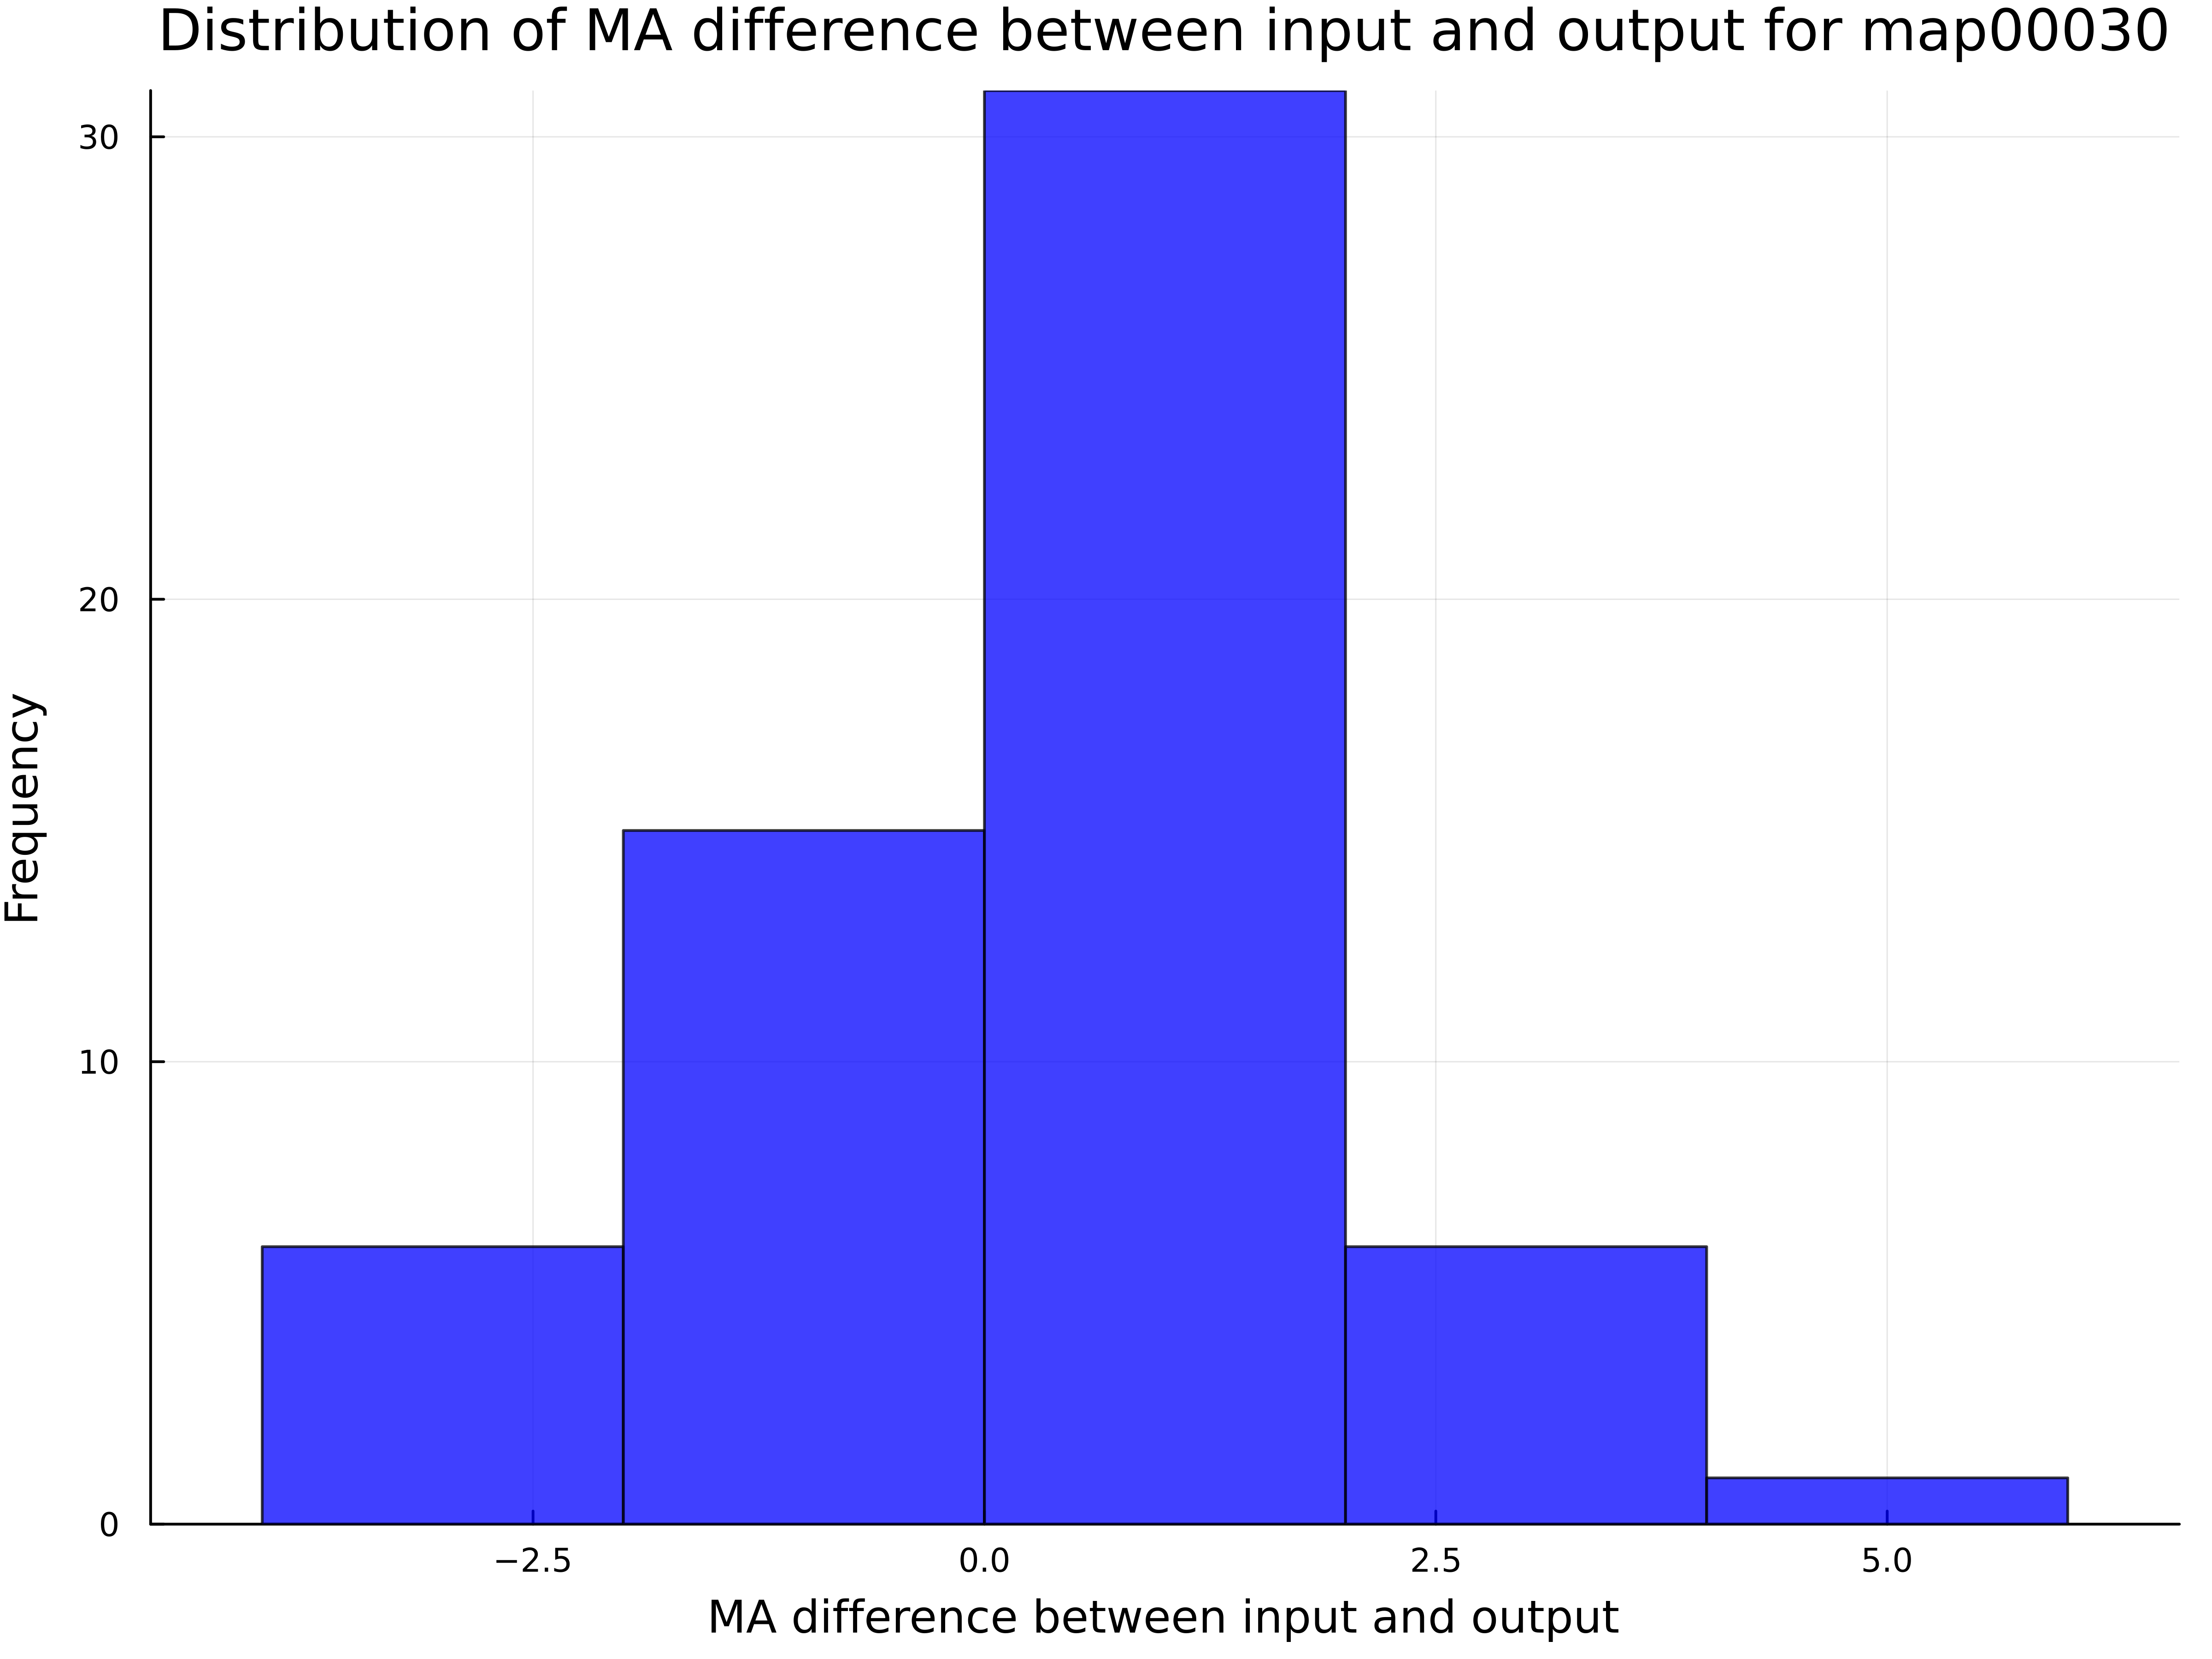 Distribution of MA difference between input and output for map00030
30
20
10
0
Frequency
−2.5
0.0
2.5
5.0
MA difference between input and output